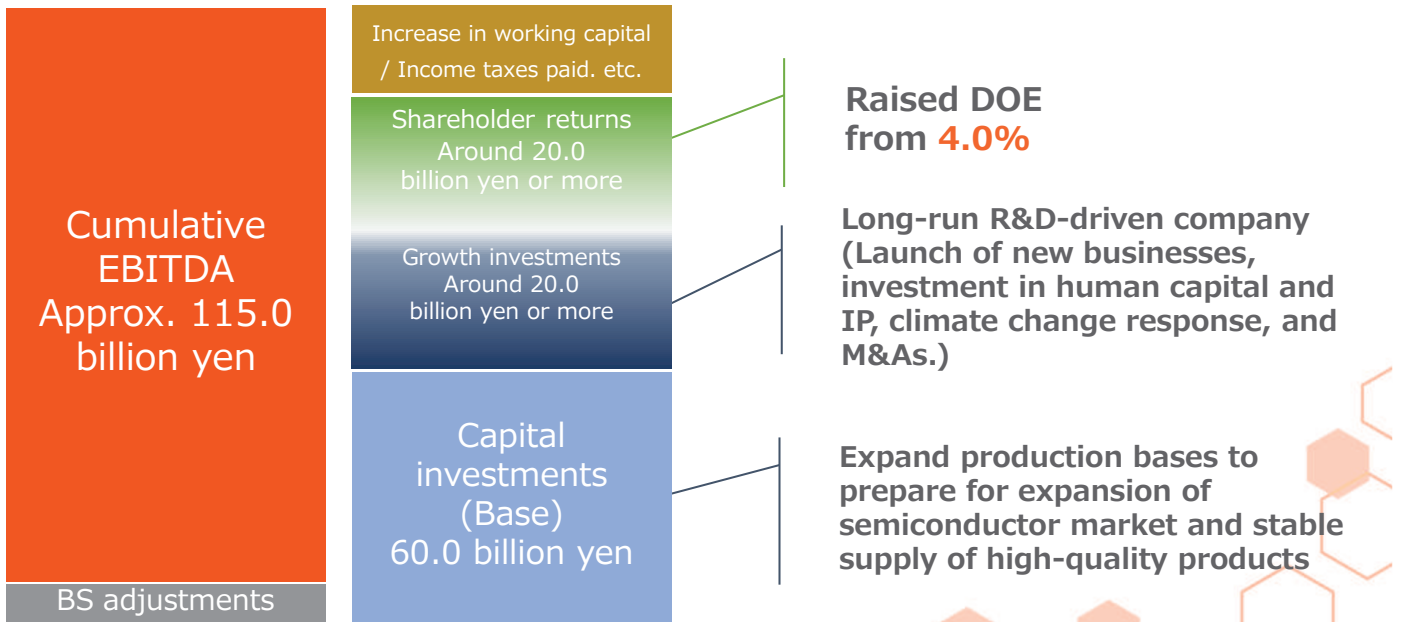 Cumulative
EBITDA
Approx. 115.0
billion yen
BS adjustments
Increase in working capital
/ Income taxes paid. etc.
Shareholder returns
Around 20.0
billion yen or more
Growth investments
Around 20.0
billion yen or more
Capital
investments
(Base)
60.0 billion yen
Raised DOE
from 4.0%
Long-run R&D-driven company
(Launch of new businesses,
investment in human capital and
IP, climate change response, and
M&As.)
Expand production bases to
prepare for expansion of
semiconductor market and stable
supply of high-quality products